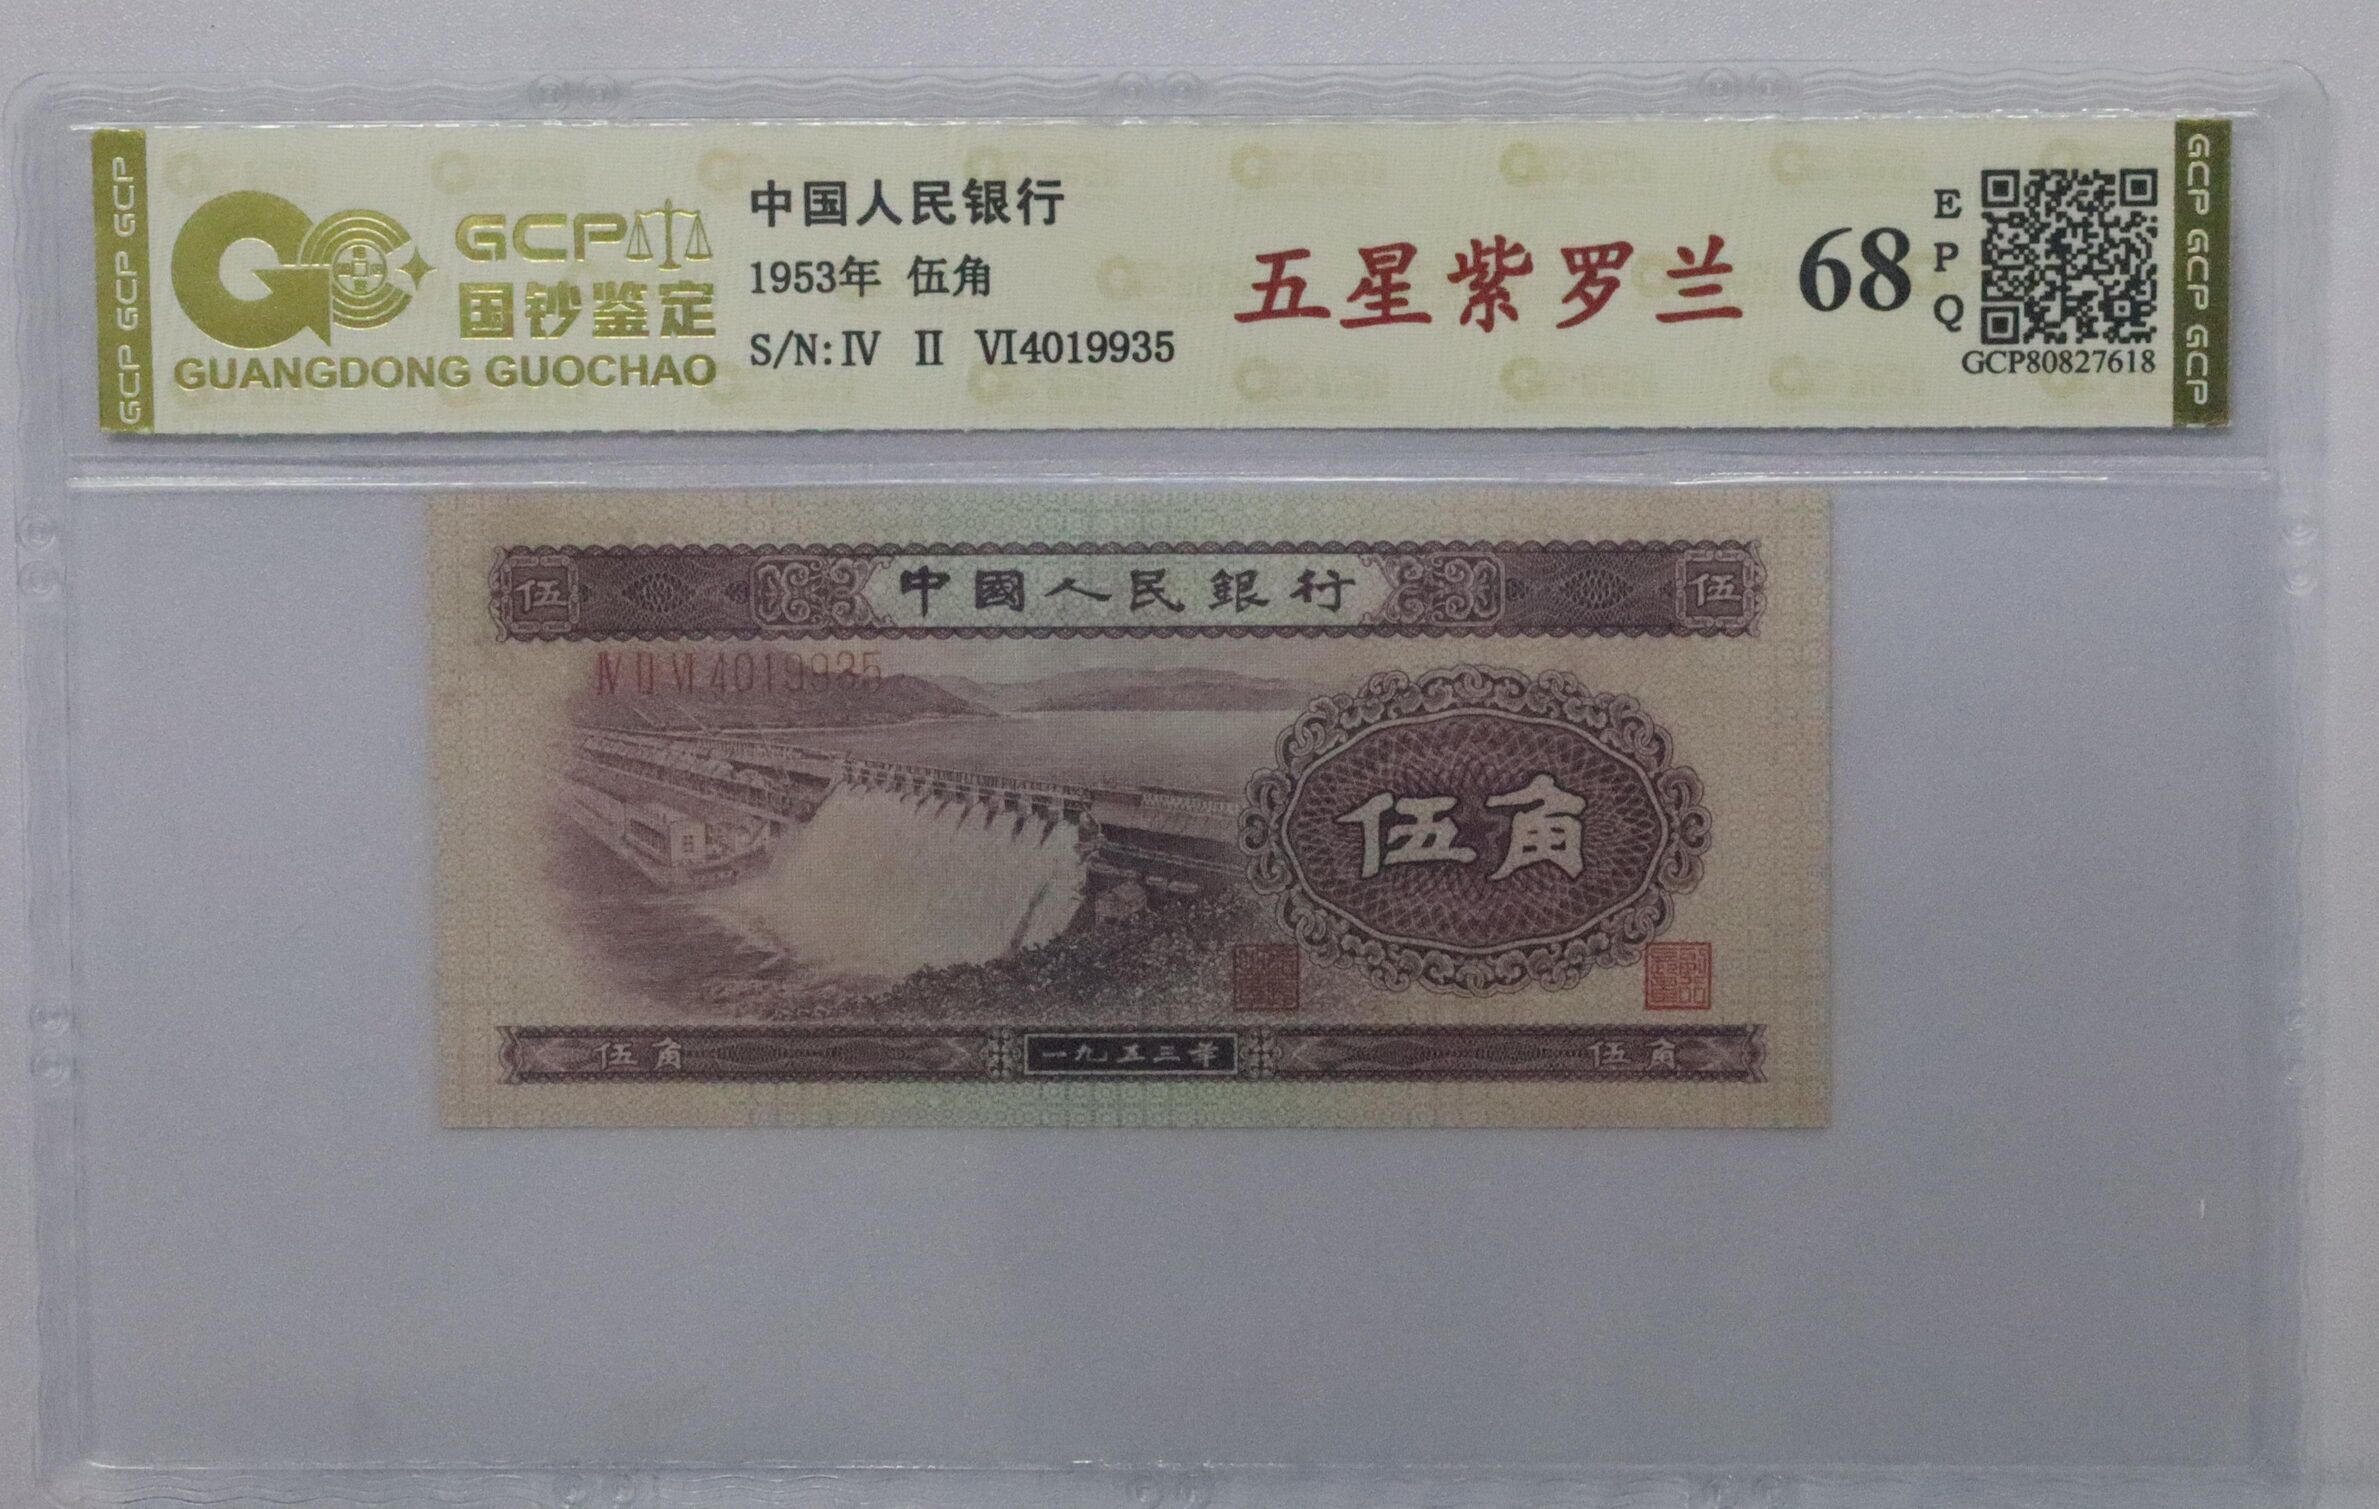 GCP GCP GCP
GCP
国钞鉴定
GUANGDONG GUOCHAO
中国人民银行
1953年 伍角
S/N:Ⅳ Ⅱ Ⅵ4019935
五星紫罗兰
68
EPQ
GCP80827618
GCP GCP GCP
伍
中國人民銀行
伍
Ⅳ Ⅱ Ⅵ 4019935
伍角
伍角
一九五三年
伍角